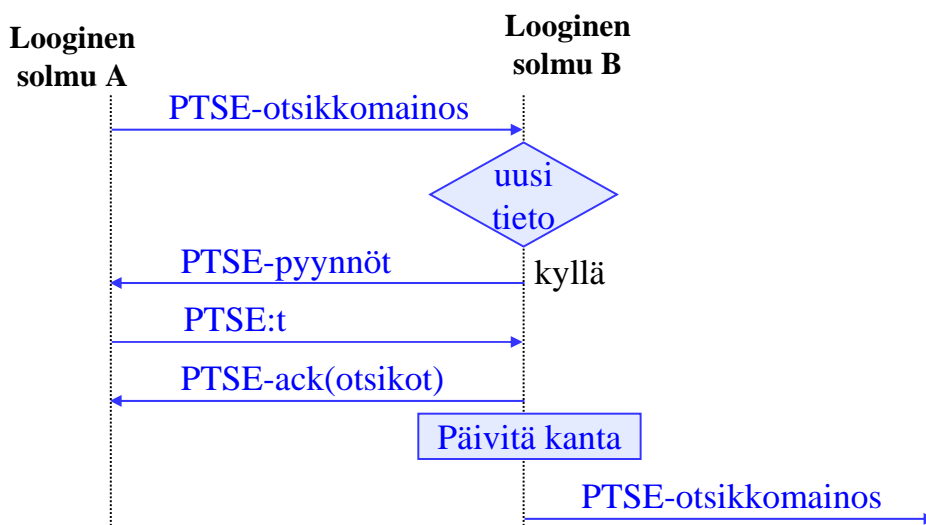 Looginen
solmu A
Looginen
solmu B
PTSE-otsikkomainos
uusi
tieto
PTSE-pyynnöt
kyllä
PTSE:t
PTSE-ack(otsikot)
Päivitä kanta
PTSE-otsikkomainos